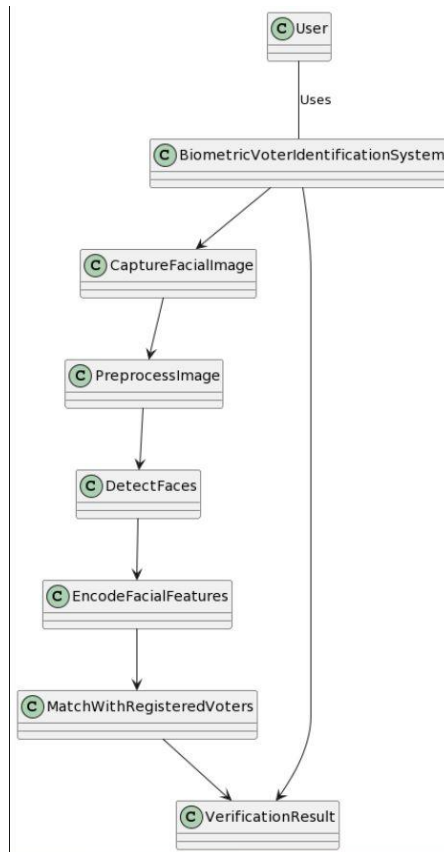 C User
Uses
C BiometricVoterIdentificationSystem
C CaptureFacialImage
C PreprocessImage
C DetectFaces
C EncodeFacialFeatures
C MatchWithRegisteredVoters
C VerificationResult